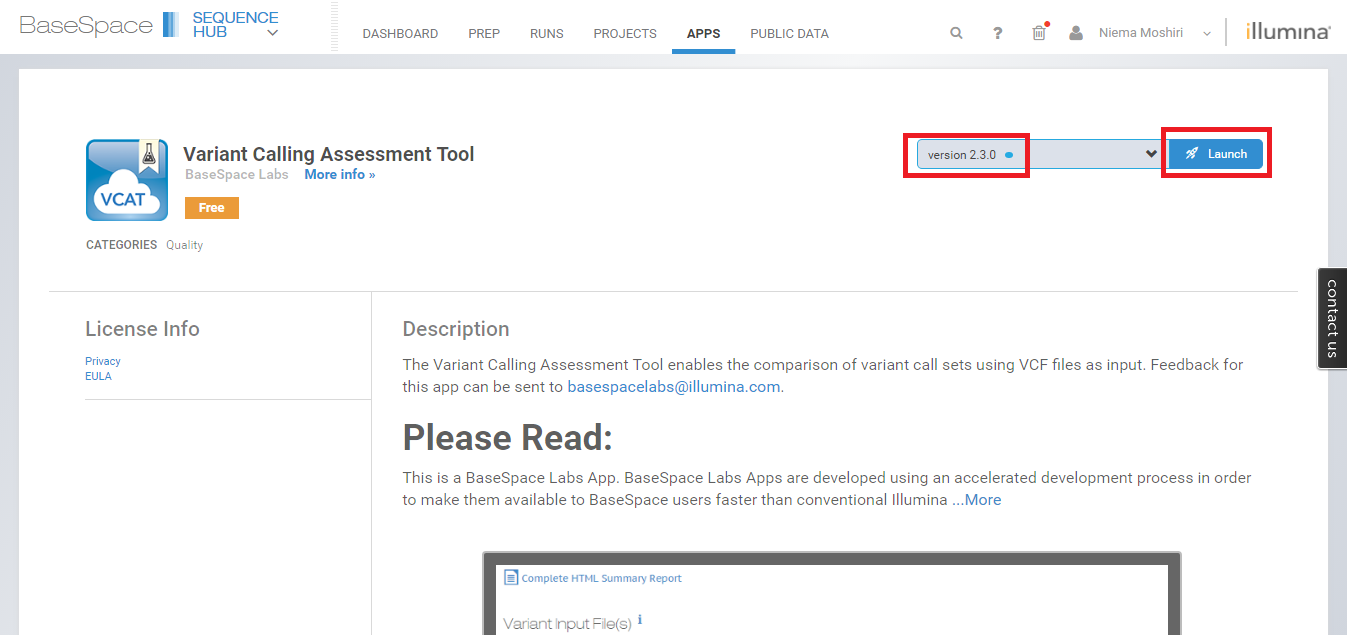 BaseSpace SEQUENCE HUB
DASHBOARD PREP RUNS PROJECTS APPS PUBLIC DATA
? Niema Moshiri illumina®
Variant Calling Assessment Tool
BaseSpace Labs More info »
Free
VCAT
version 2.3.0
Launch
CATEGORIES Quality
contact us
License Info
Privacy
EULA
Description
The Variant Calling Assessment Tool enables the comparison of variant call sets using VCF files as input. Feedback for
this app can be sent to basespacelabs@illumina.com.
Please Read:
This is a BaseSpace Labs App. BaseSpace Labs Apps are developed using an accelerated development process in order
to make them available to BaseSpace users faster than conventional Illumina ...More
Complete HTML Summary Report
Variant Input File(s) i